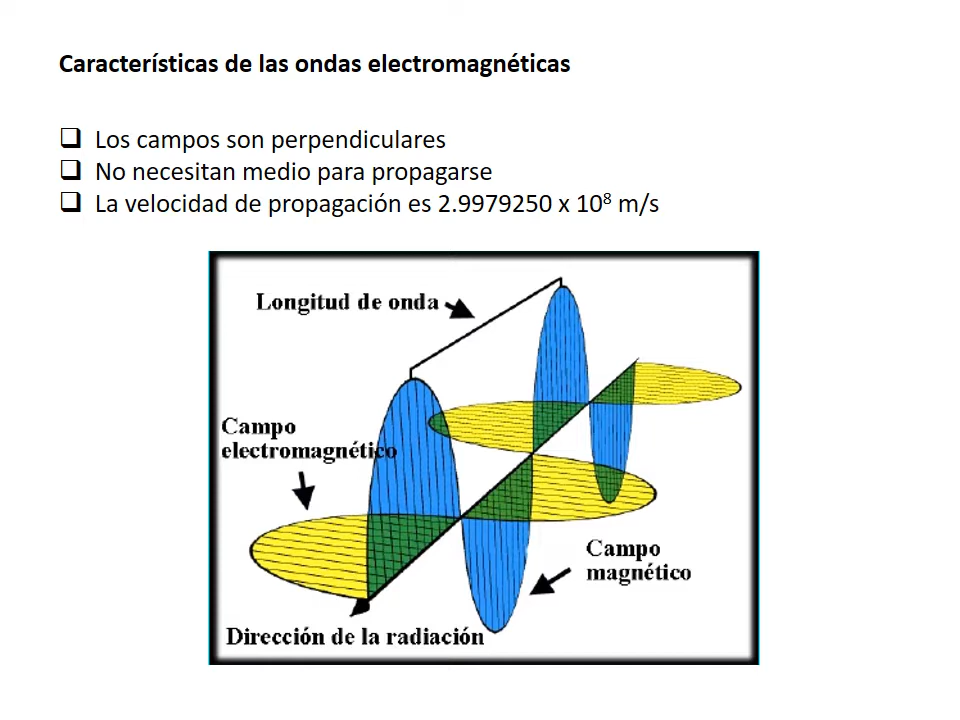 Características de las ondas electromagnéticas
Los campos son perpendiculares
No necesitan medio para propagarse
La velocidad de propagación es 2.9979250 x 10⁸ m/s
Longitud de onda
Campo
electromagnético
Campo
magnético
Dirección de la radiación